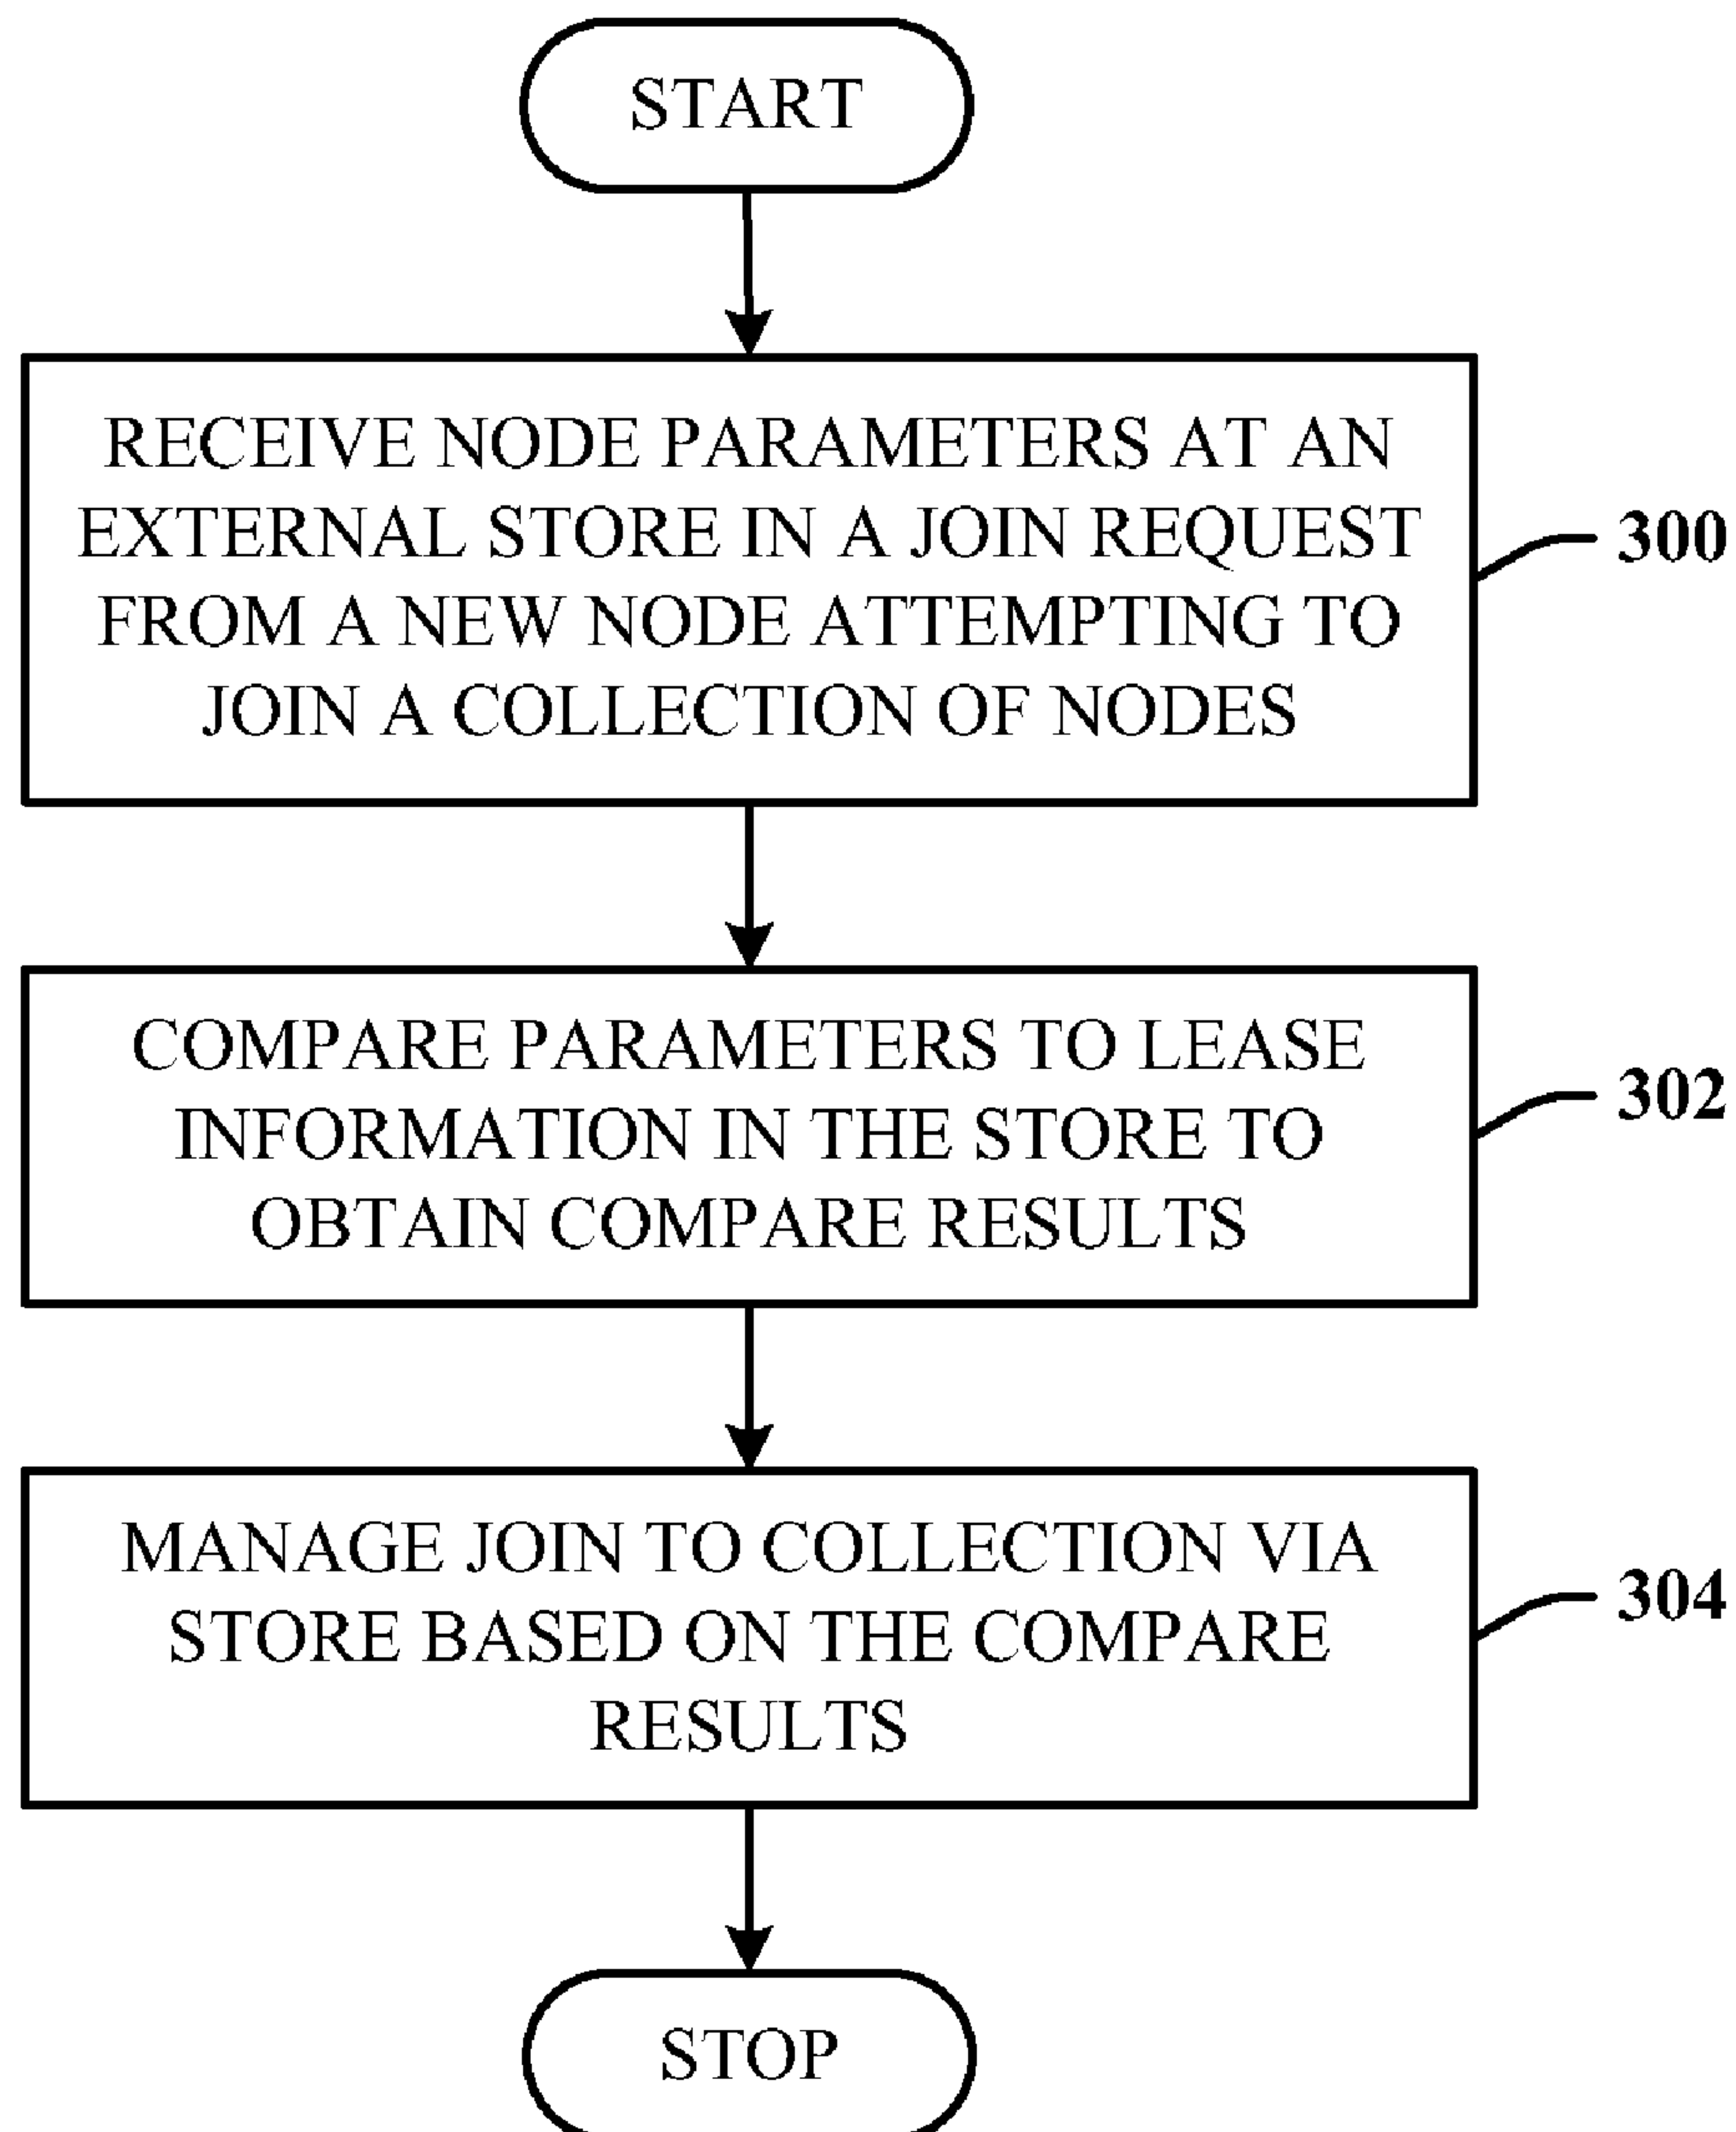 START
RECEIVE NODE PARAMETERS AT AN
EXTERNAL STORE IN A JOIN REQUEST
FROM A NEW NODE ATTEMPTING TO
JOIN A COLLECTION OF NODES
300
COMPARE PARAMETERS TO LEASE
INFORMATION IN THE STORE TO
OBTAIN COMPARE RESULTS
302
MANAGE JOIN TO COLLECTION VIA
STORE BASED ON THE COMPARE
RESULTS
304
STOP